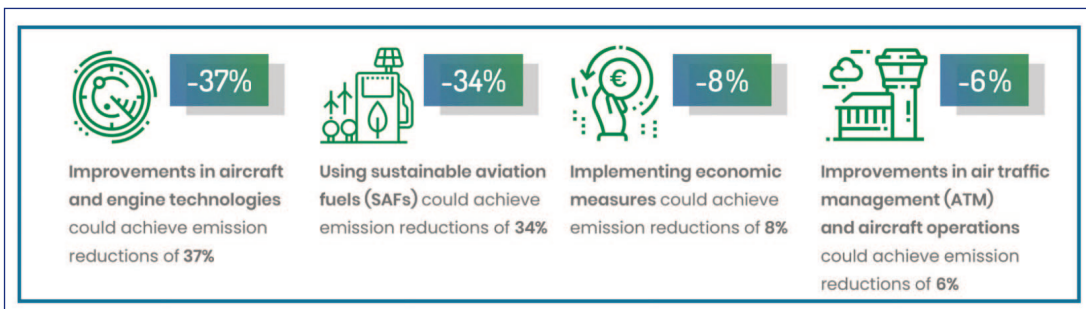 -37%
Improvements in aircraft
and engine technologies
could achieve emission
reductions of 37%
-34%
Using sustainable aviation
fuels (SAFs) could achieve
emission reductions of 34%
-8%
€
Implementing economic
measures could achieve
emission reductions of 8%
-6%
Improvements in air traffic
management (ATM)
and aircraft operations
could achieve emission
reductions of 6%